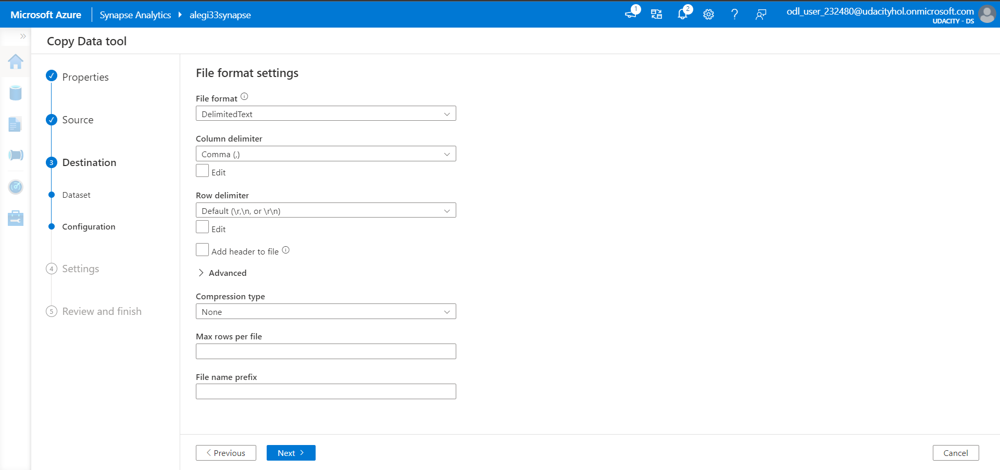 Microsoft Azure
Synapse Analytics
alegi33synapse
1
2
odl_user_232480@udacityhol.onmicrosoft.com
UDACITY - DS
Copy Data tool
Properties
Source
3 Destination
Dataset
Configuration
4 Settings
5 Review and finish
File format settings
File format
DelimitedText
Column delimiter
Comma (,)
Edit
Row delimiter
Default (\r,\n, or \r\n)
Edit
Add header to file
Advanced
Compression type
None
Max rows per file
File name prefix
Previous
Next
Cancel